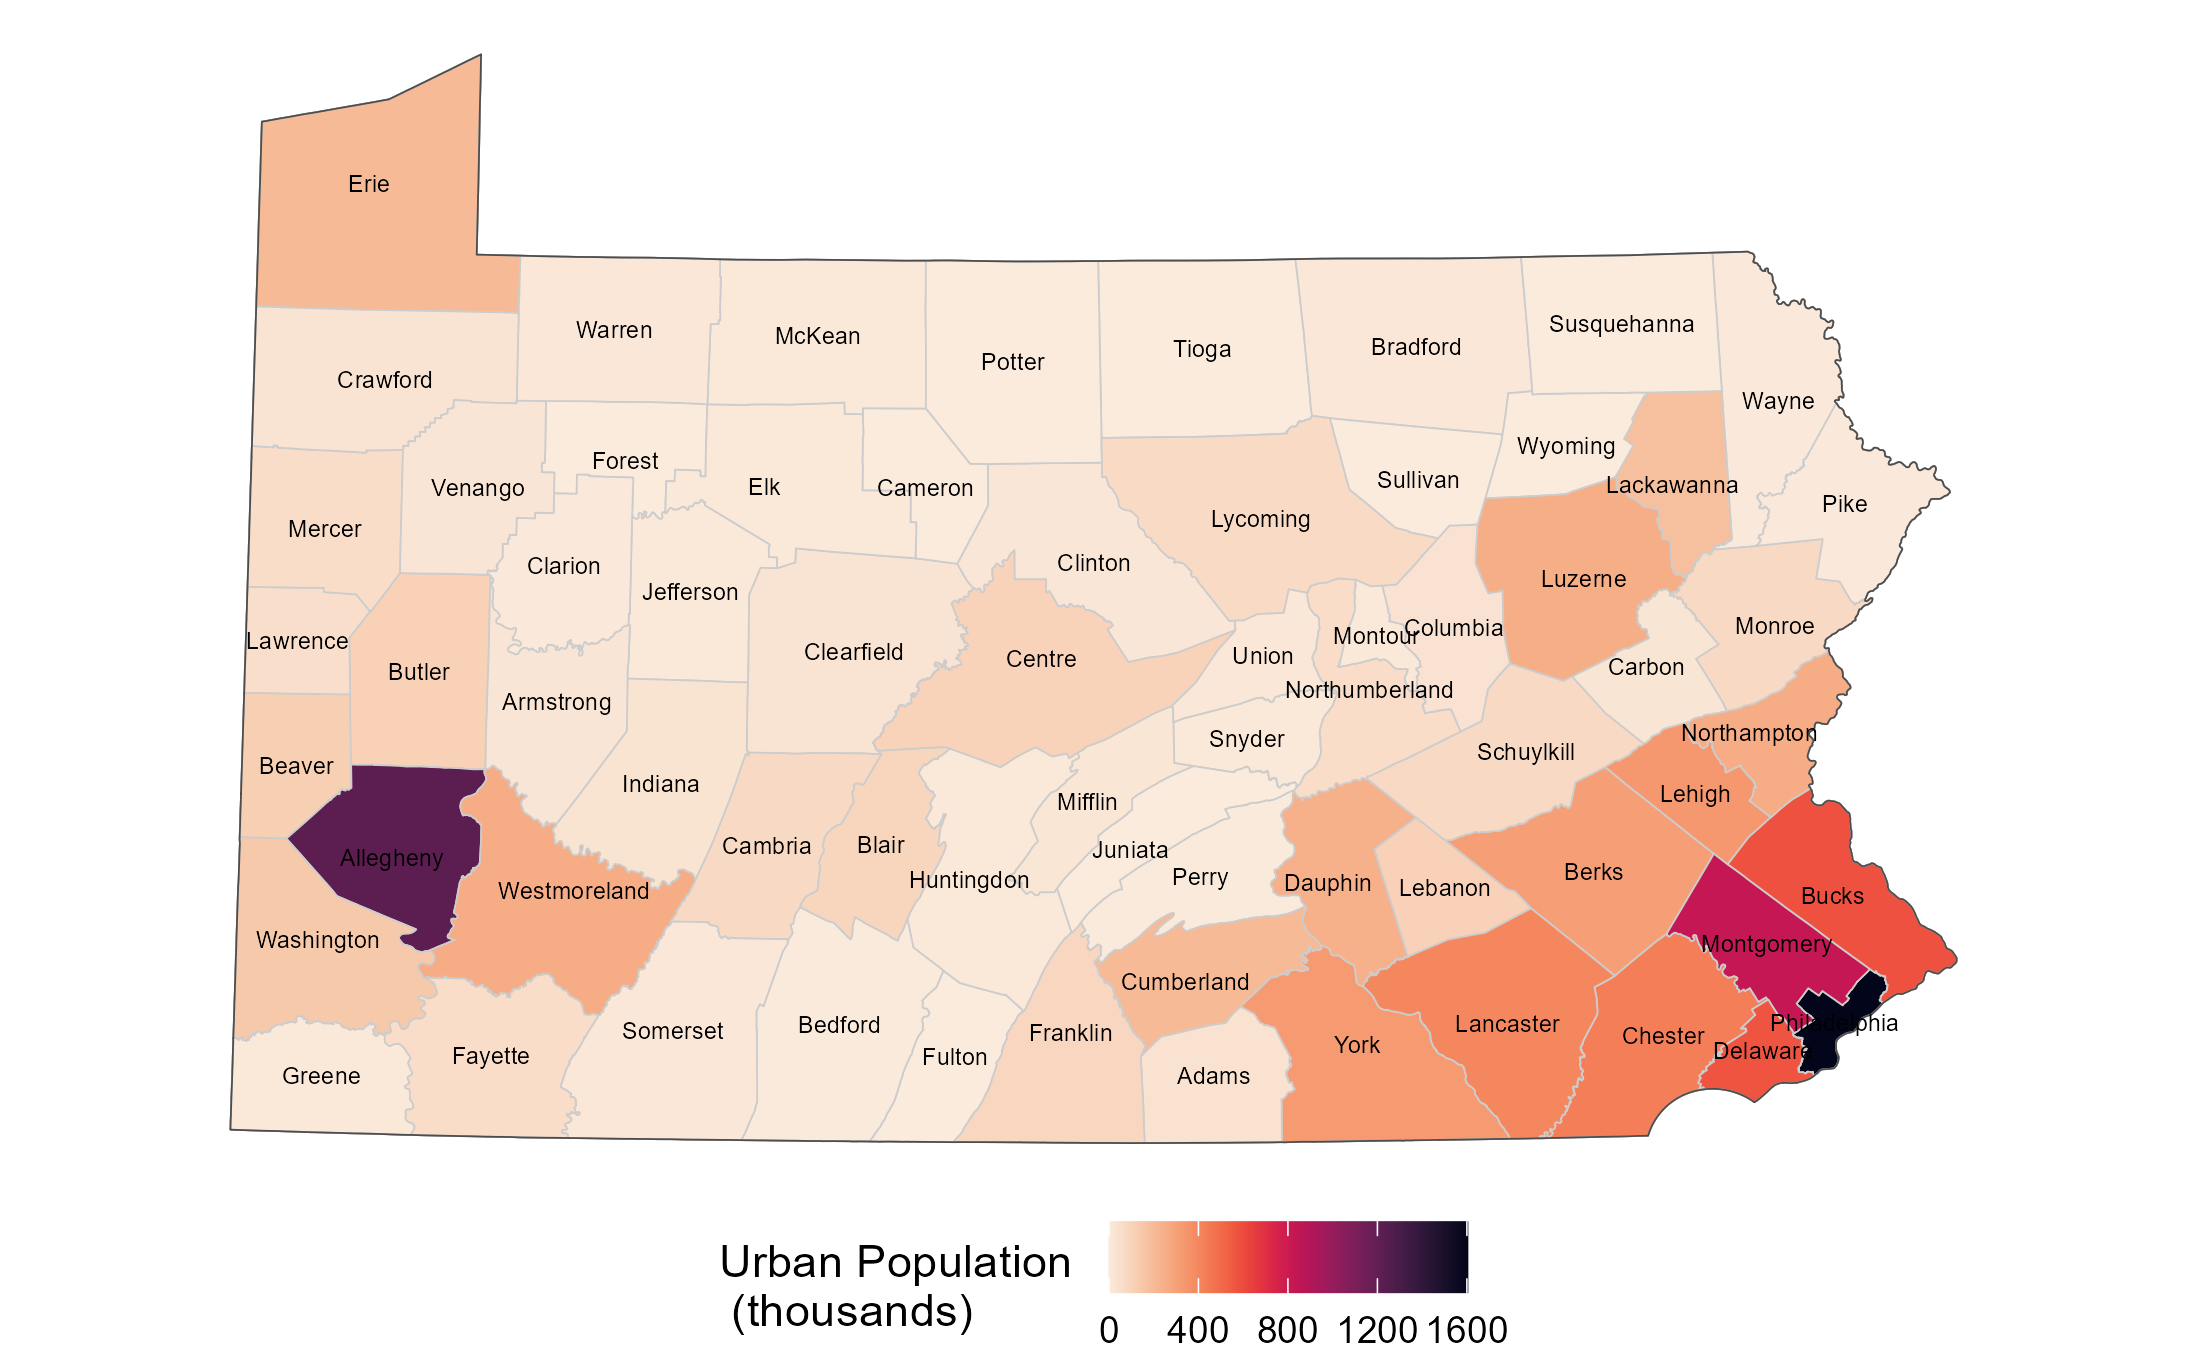 Erie
Warren
McKean
Potter
Tioga
Bradford
Susquehanna
Wayne
Crawford
Forest
Venango
Elk
Cameron
Sullivan
Wyoming
Lackawanna
Pike
Mercer
Clarion
Jefferson
Clinton
Lycoming
Luzerne
Monroe
Lawrence
Butler
Armstrong
Clearfield
Centre
Union
Montour
Columbia
Carbon
Northumberland
Snyder
Schuylkill
Northampton
Beaver
Indiana
Mifflin
Lehigh
Allegheny
Westmoreland
Cambria
Blair
Huntingdon
Juniata
Perry
Dauphin
Lebanon
Berks
Bucks
Washington
Cumberland
Montgomery
Greene
Fayette
Somerset
Bedford
Fulton
Franklin
Adams
York
Lancaster
Chester
Delaware
Philadelphia
Urban Population
(thousands)
0 400 800 1200 1600